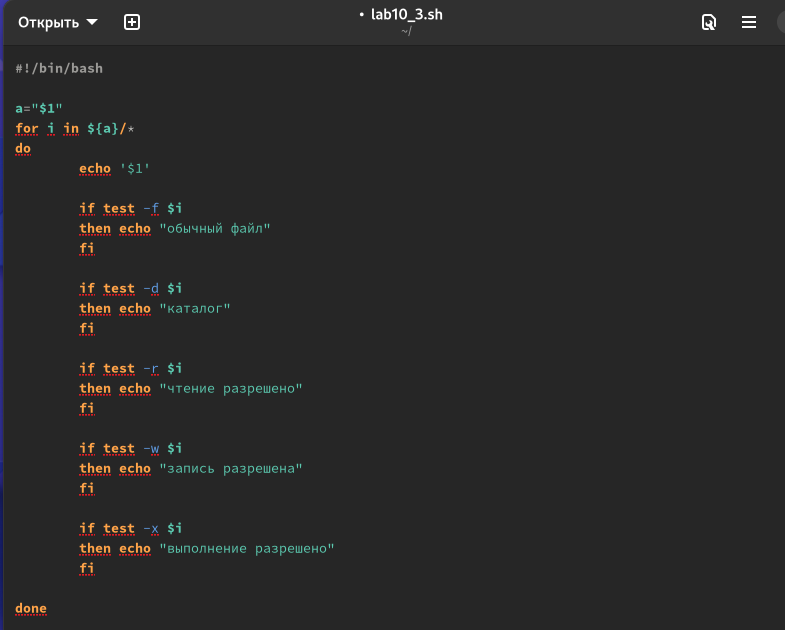 Открыть
• lab10_3.sh
~/
#!/bin/bash
a="$1"
for i in ${a}/*
do
echo '$1'
if test -f $i
then echo "обычный файл"
fi
if test -d $i
then echo "каталог"
fi
if test -r $i
then echo "чтение разрешено"
fi
if test -w $i
then echo "запись разрешена"
fi
if test -x $i
then echo "выполнение разрешено"
fi
done